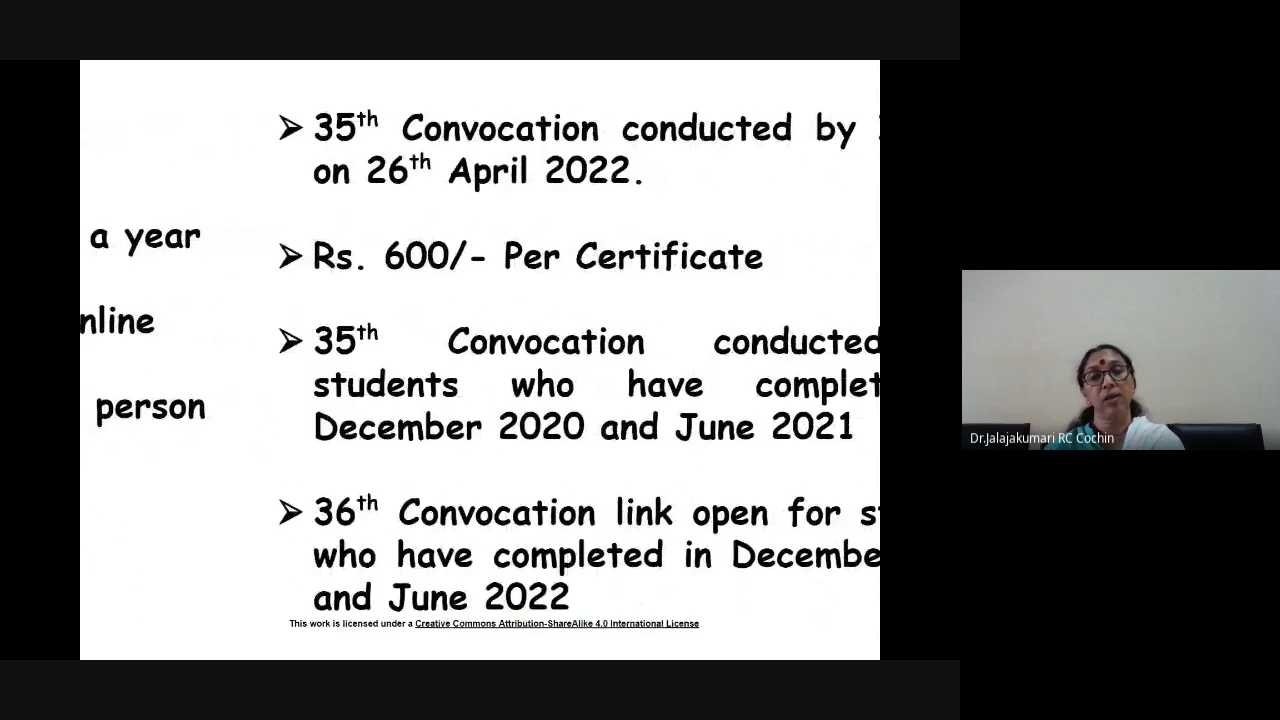 a year
nline
person
➢ 35th Convocation conducted by
on 26th April 2022.
➢ Rs. 600/- Per Certificate
➢ 35th Convocation conducted
students who have complet
December 2020 and June 2021
➢ 36th Convocation link open for s
who have completed in Decembe
and June 2022
This work is licensed under a Creative Commons Attribution-ShareAlike 4.0 International License
Dr.Jalajakumari RC Cochin